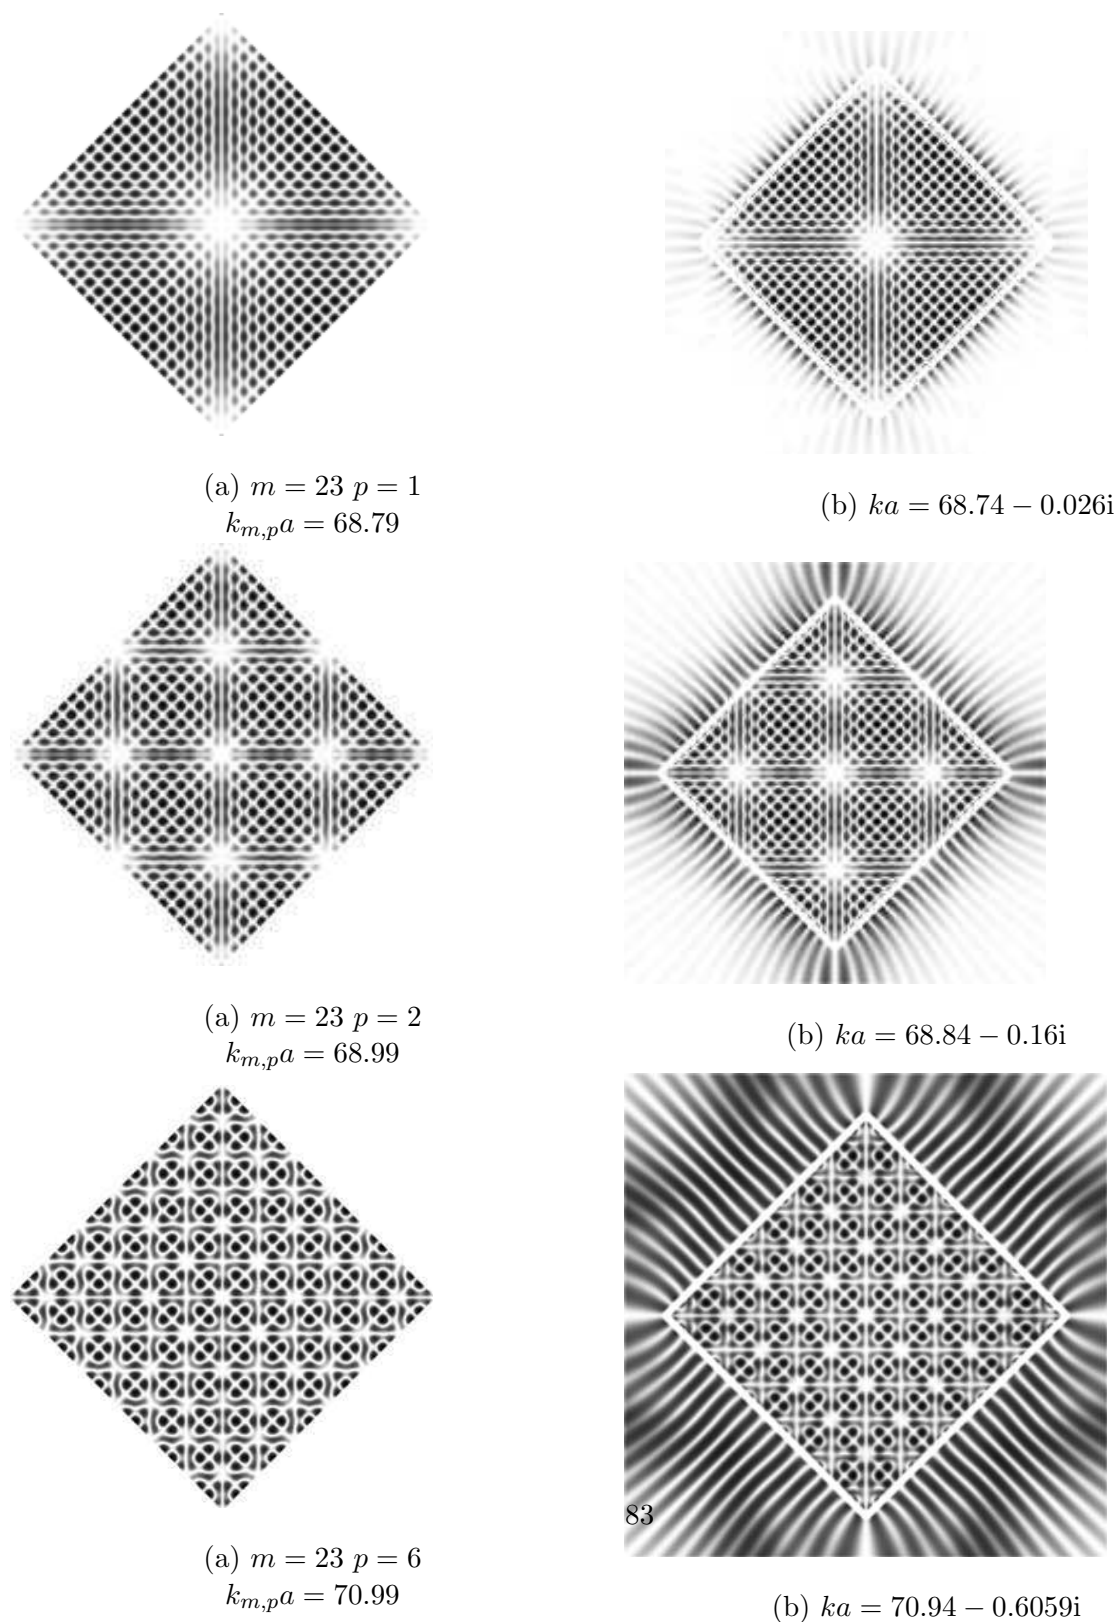 (a) m = 23 p = 1
k_{m,p}a = 68.79
(b) ka = 68.74 − 0.026i
(a) m = 23 p = 2
k_{m,p}a = 68.99
(b) ka = 68.84 − 0.16i
83
(a) m = 23 p = 6
k_{m,p}a = 70.99
(b) ka = 70.94 − 0.6059i